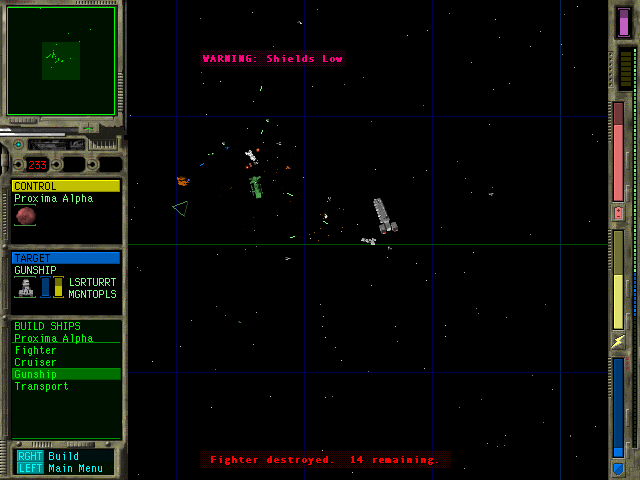 WARNING: Shields Low
233
CONTROL
Proxima Alpha
TARGET
GUNSHIP
LSRTURRT
MGNTOPLS
BUILD SHIPS
Proxima Alpha
Fighter
Cruiser
Gunship
Transport
RGHT Build
LEFT Main Menu
Fighter destroyed. 14 remaining.